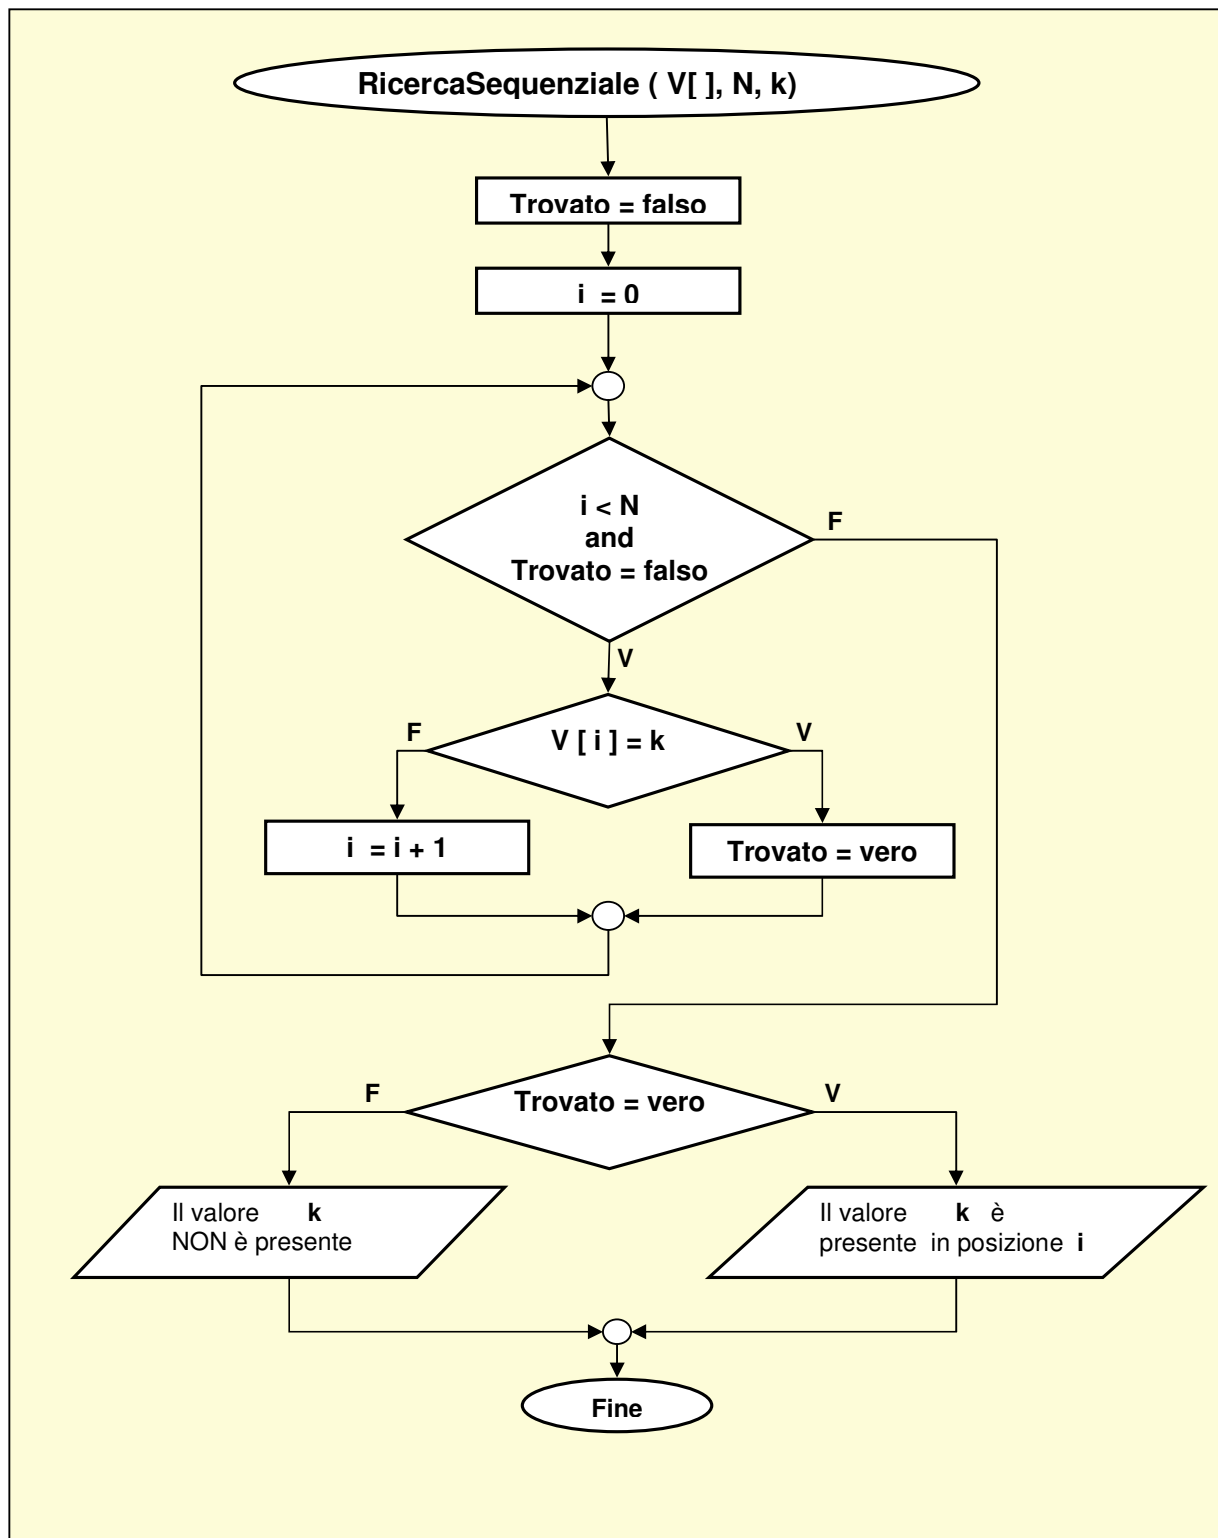 RicercaSequenziale ( V[ ], N, k)
Trovato = falso
i = 0
i < N
and
Trovato = falso
F
V
V [ i ] = k
F
V
i = i + 1
Trovato = vero
Trovato = vero
F
V
Il valore k
NON è presente
Il valore k è
presente in posizione i
Fine